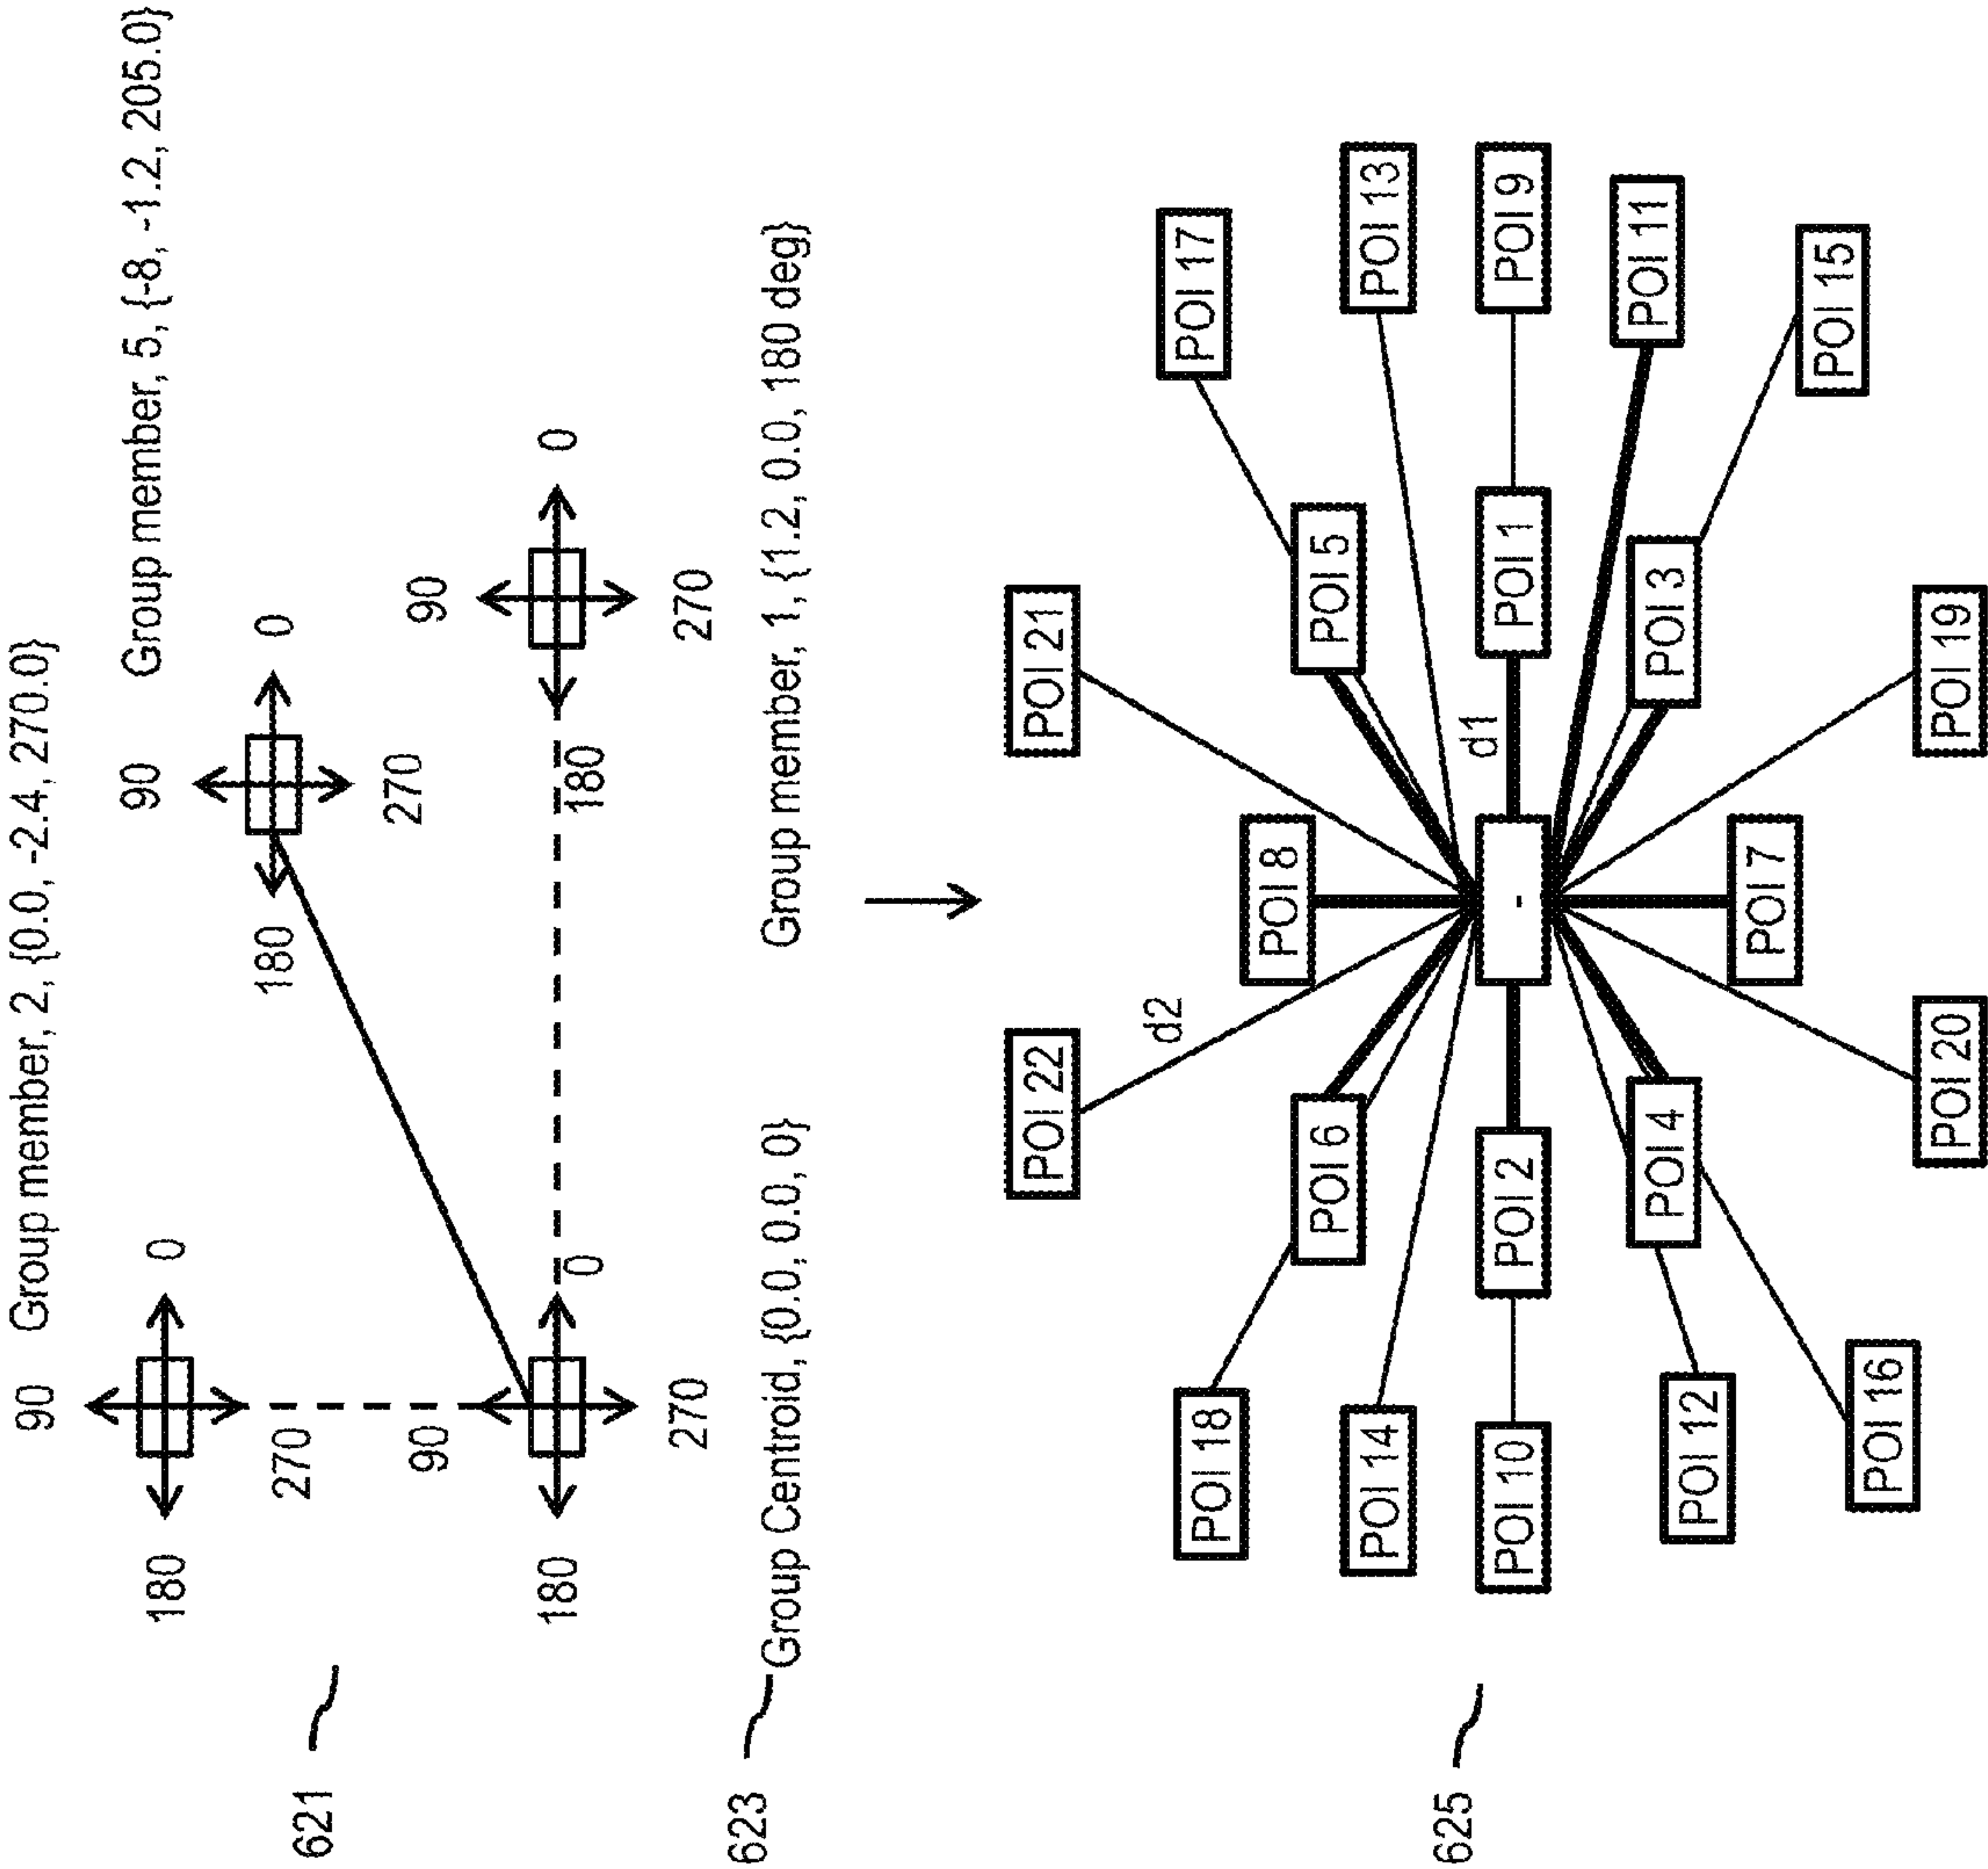 90 Group member, 2, {0.0, -2.4, 270.0}
180
0
270
90 Group member, 5, {-8, -1.2, 205.0}
180
0
270
621
90
180
0
270
90
180
0
270
623
Group Centroid, {0.0, 0.0, 0}
Group member, 1, {1.2, 0.0, 180 deg}
625
POI 22
POI 21
d2
POI 18
POI 8
POI 17
POI 6
POI 5
POI 14
POI 13
d1
POI 10
POI 2
-
POI 1
POI 9
POI 12
POI 4
POI 3
POI 11
POI 16
POI 7
POI 15
POI 20
POI 19